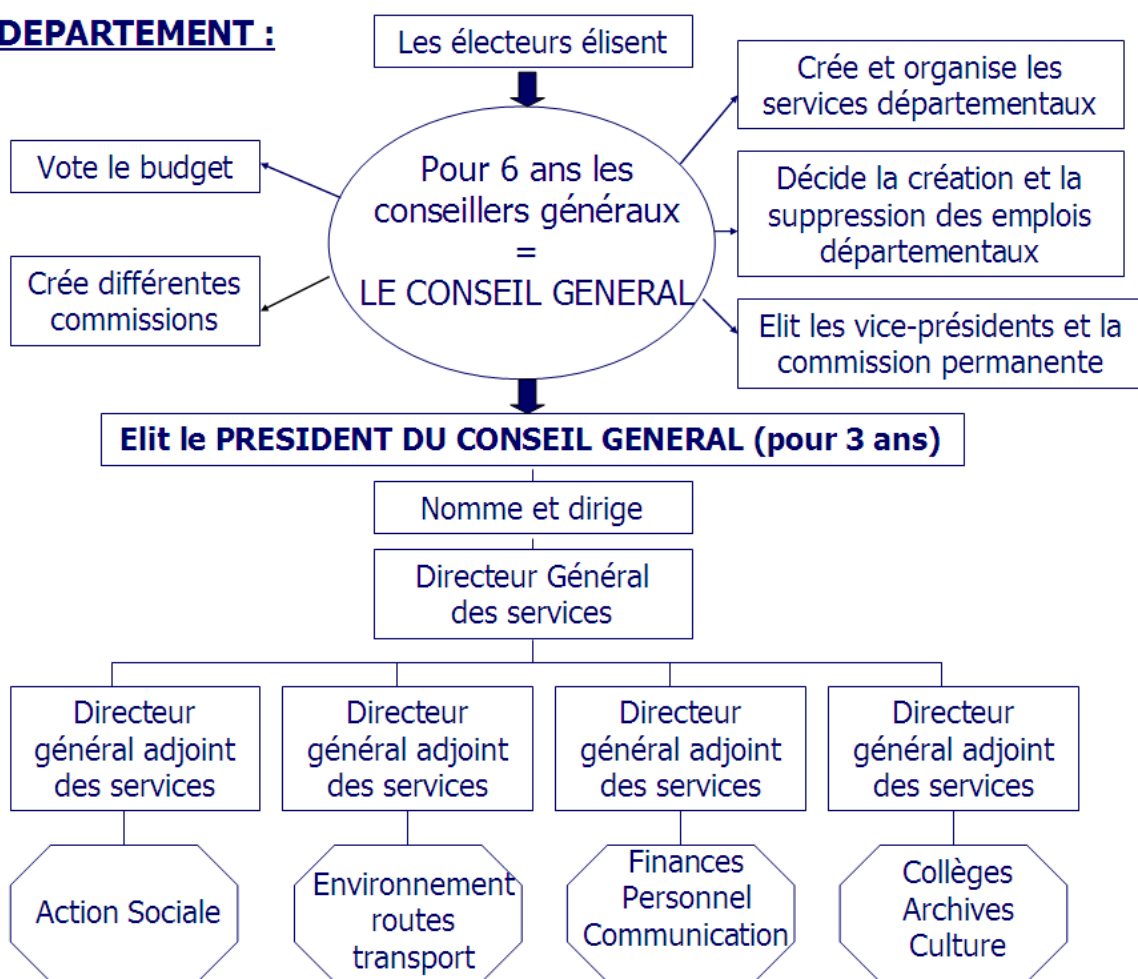 DEPARTEMENT :
Les électeurs élisent
Crée et organise les
services départementaux
Vote le budget
Pour 6 ans les
conseillers généraux
=
LE CONSEIL GENERAL
Décide la création et la
suppression des emplois
départementaux
Crée différentes
commissions
Elit les vice-présidents et la
commission permanente
Elit le PRESIDENT DU CONSEIL GENERAL (pour 3 ans)
Nomme et dirige
Directeur Général
des services
Directeur
général adjoint
des services
Directeur
général adjoint
des services
Directeur
général adjoint
des services
Directeur
général adjoint
des services
Action Sociale
Environnement
routes
transport
Finances
Personnel
Communication
Collèges
Archives
Culture